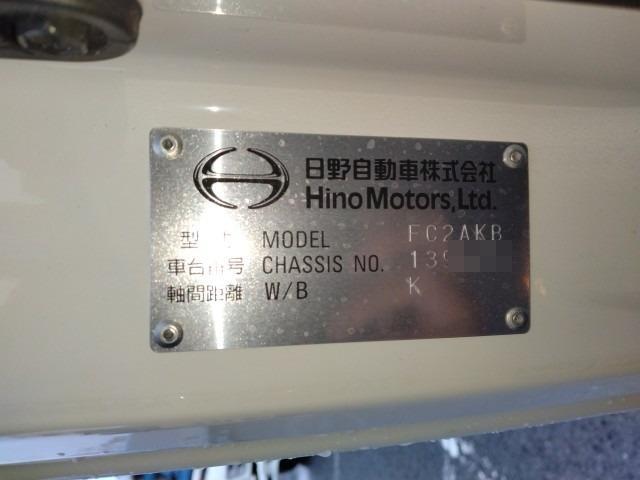 日野自動車株式会社
Hino Motors, Ltd.
型式 MODEL FC2AKB
車台番号 CHASSIS NO. 139
軸間距離 W/B K